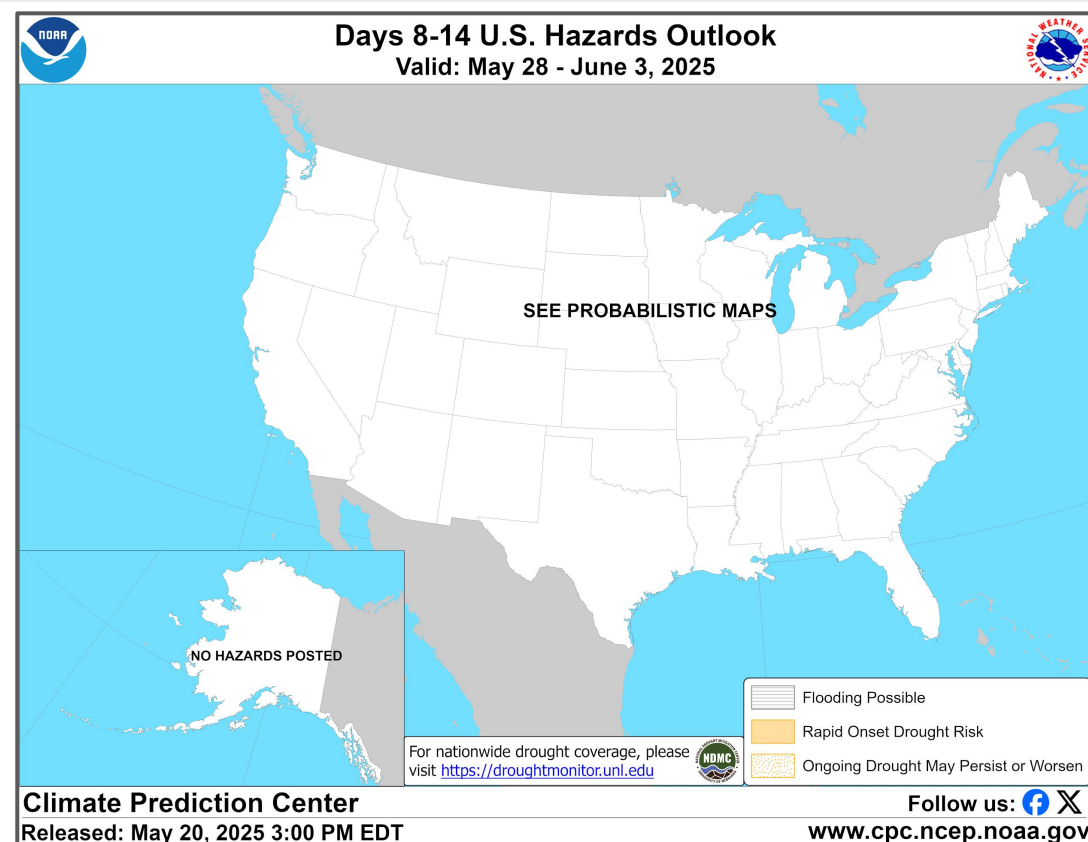 NOAA
Days 8-14 U.S. Hazards Outlook
Valid: May 28 - June 3, 2025
NATIONAL WEATHER SERVICE
SEE PROBABILISTIC MAPS
NO HAZARDS POSTED
Flooding Possible
Rapid Onset Drought Risk
Ongoing Drought May Persist or Worsen
For nationwide drought coverage, please
visit https://droughtmonitor.unl.edu
NDMC
Climate Prediction Center
Released: May 20, 2025 3:00 PM EDT
Follow us:
www.cpc.ncep.noaa.gov